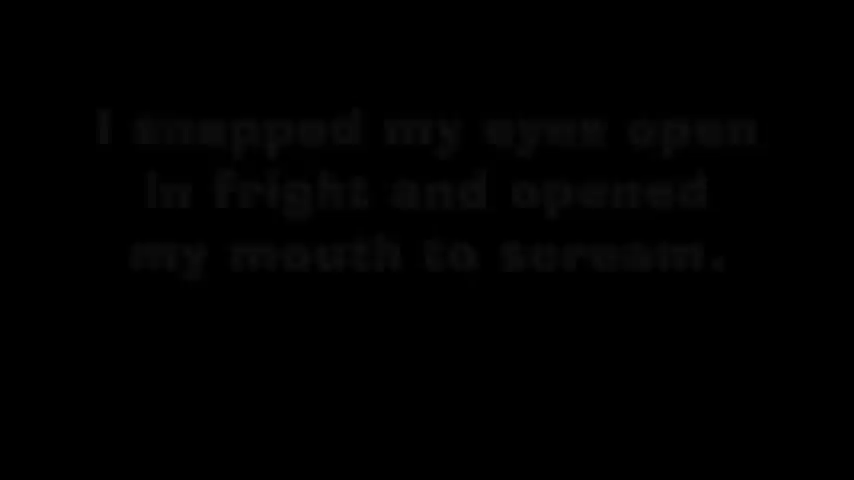 I snapped my eyes open
in fright and opened
my mouth to scream.